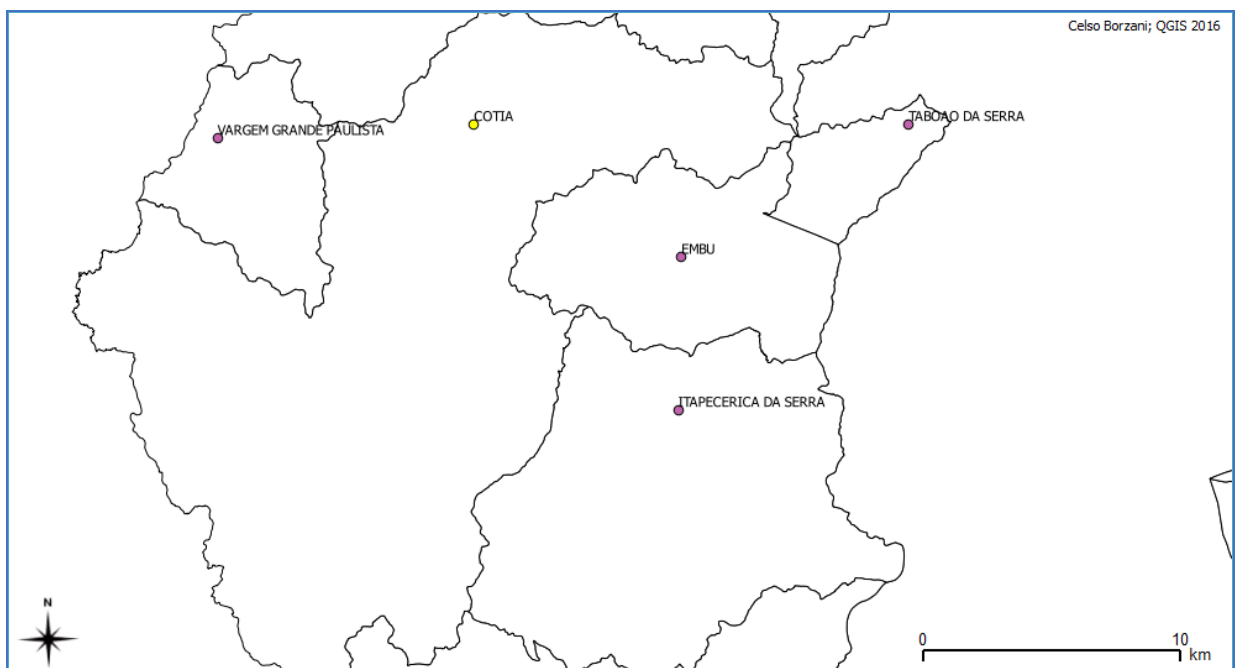 Celso Borzani; QGIS 2016
COTIA
TABOAO DA SERRA
VARGEM GRANDE PAULISTA
EMBU
ITAPECERICA DA SERRA
N
0 10
km